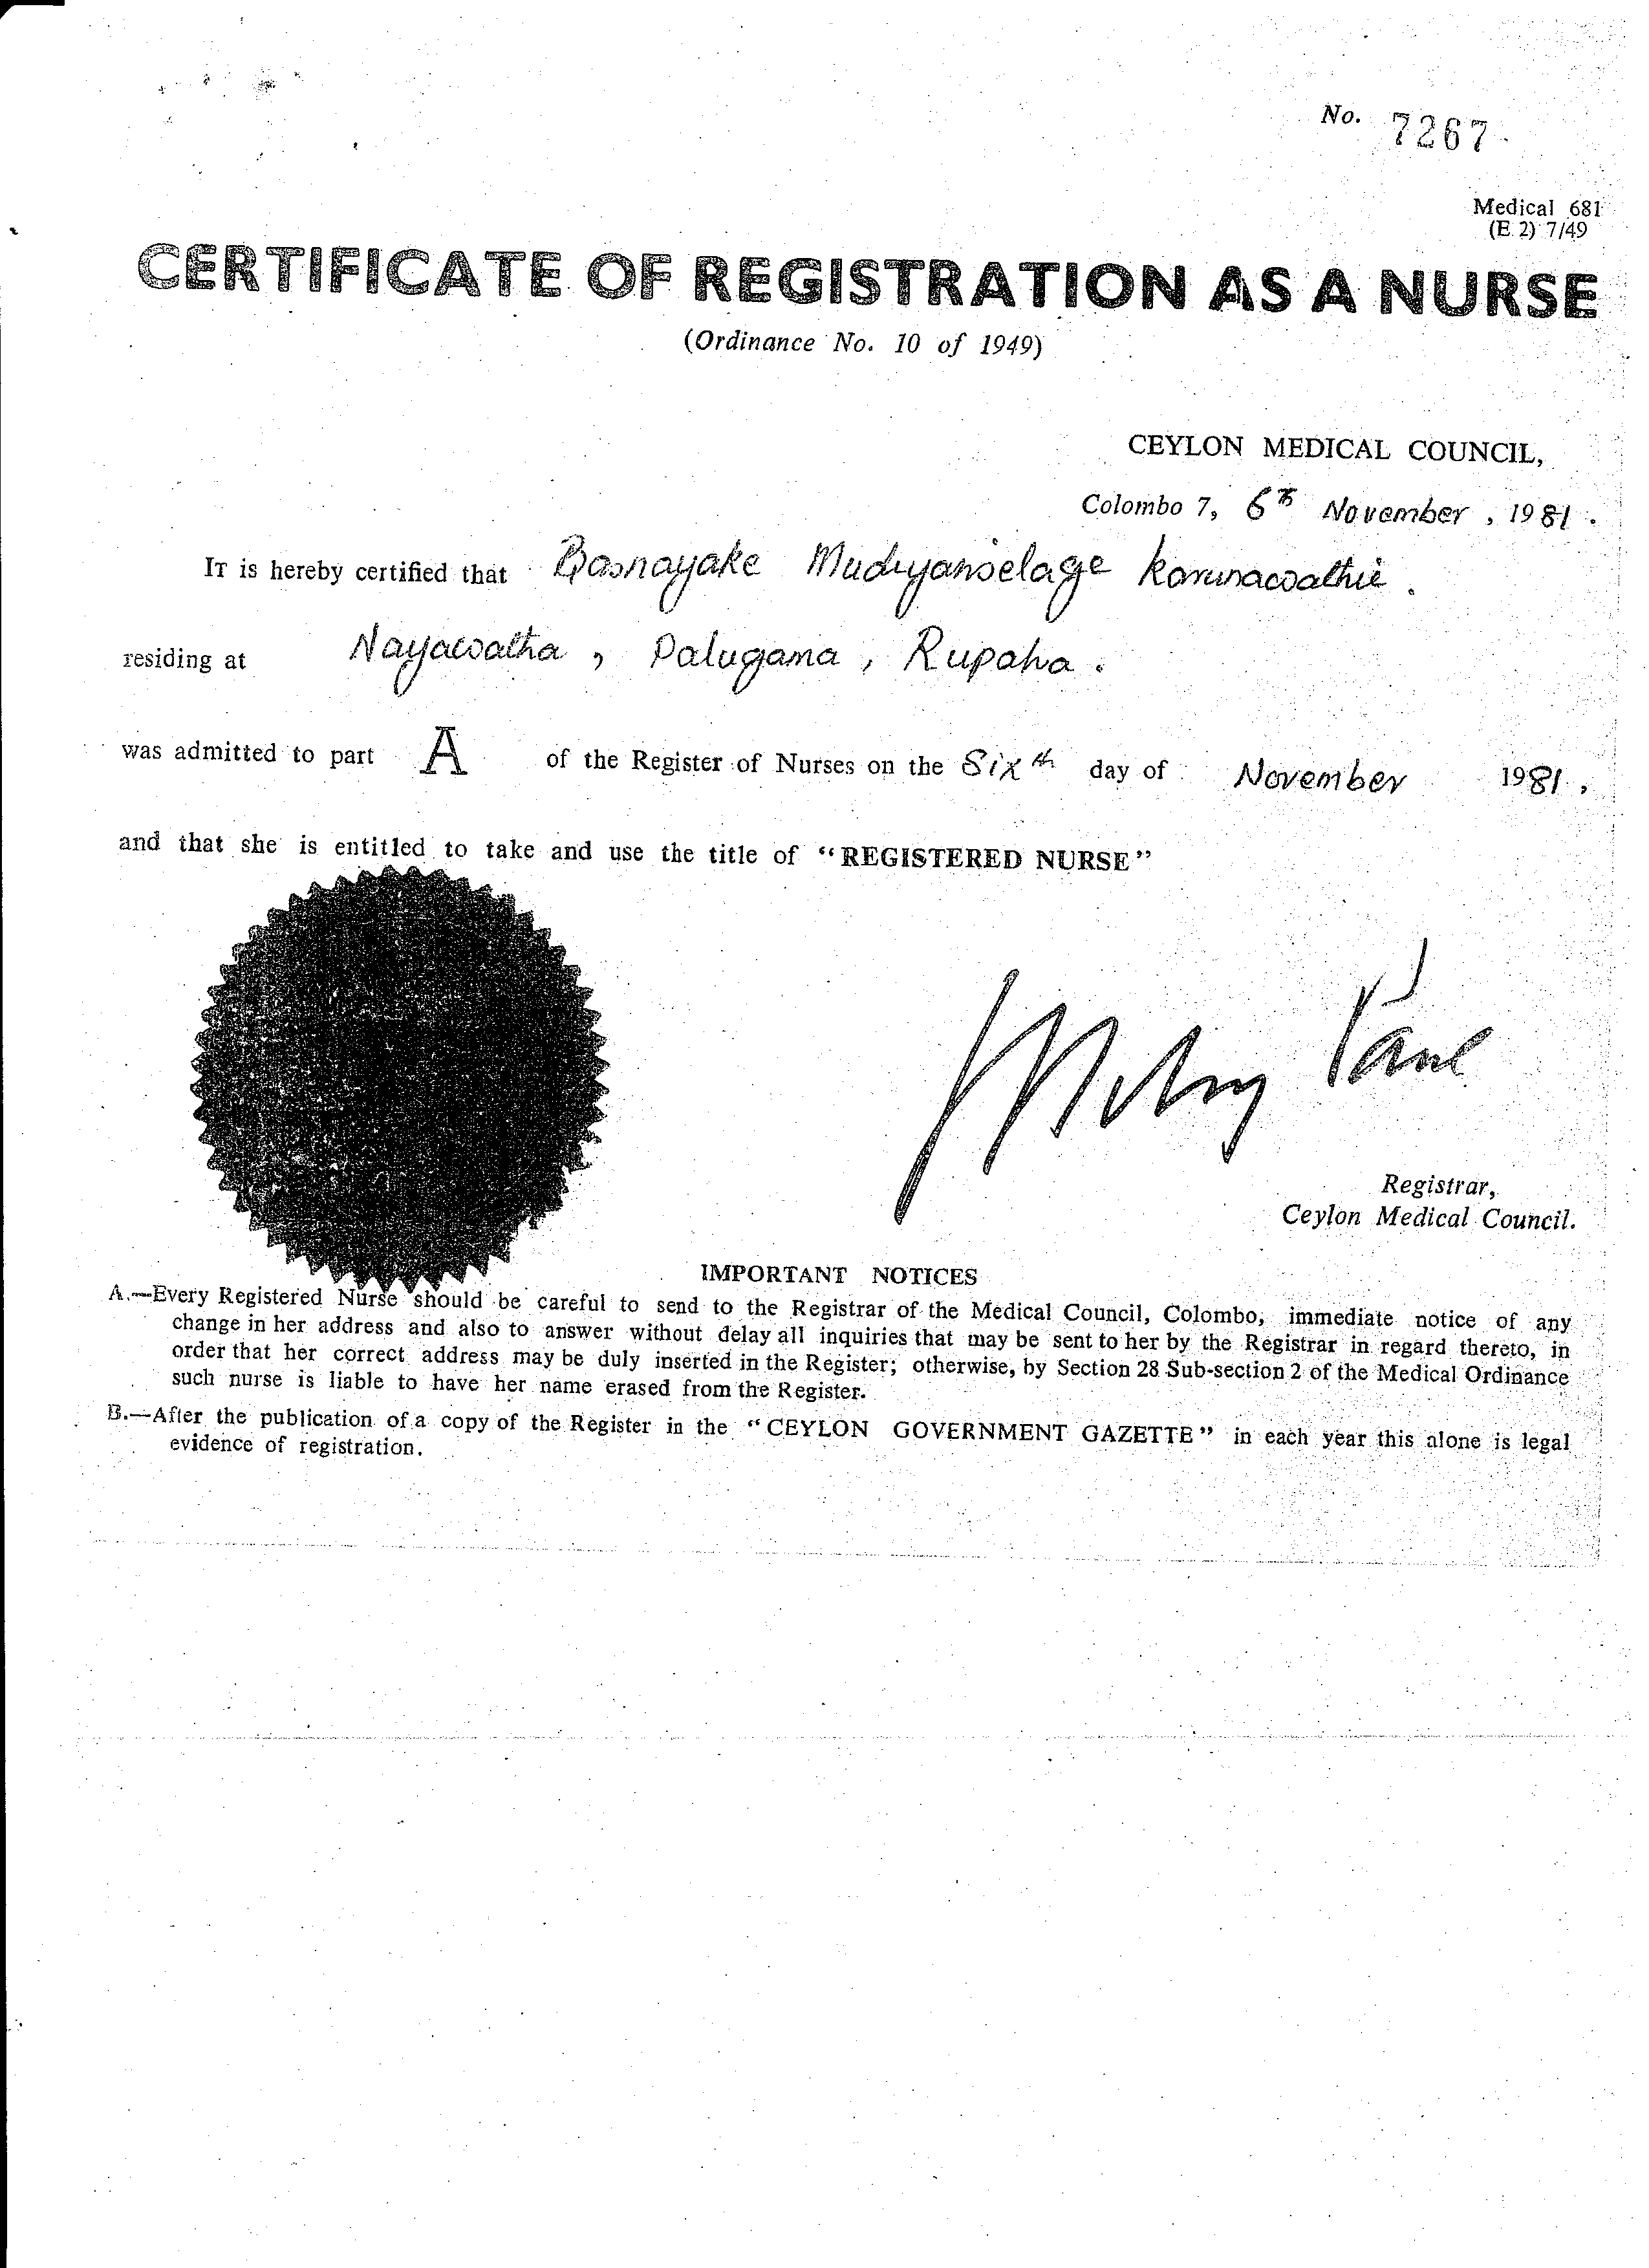 No. 7267
Medical 681
(E 2) 7/49
CERTIFICATE OF REGISTRATION AS A NURSE
(Ordinance No. 10 of 1949)
CEYLON MEDICAL COUNCIL,
Colombo 7, 6th November, 1981.
IT is hereby certified that Basnayake Mudiyanselage Karunawathie.
residing at Nayawatha, Palugama, Rupaha.
was admitted to part A of the Register of Nurses on the Sixth day of November 1981,
and that she is entitled to take and use the title of “REGISTERED NURSE”
Registrar,
Ceylon Medical Council.
IMPORTANT NOTICES
A.—Every Registered Nurse should be careful to send to the Registrar of the Medical Council, Colombo, immediate notice of any
change in her address and also to answer without delay all inquiries that may be sent to her by the Registrar in regard thereto, in
order that her correct address may be duly inserted in the Register; otherwise, by Section 28 Sub-section 2 of the Medical Ordinance
such nurse is liable to have her name erased from the Register.
B.—After the publication of a copy of the Register in the “CEYLON GOVERNMENT GAZETTE” in each year this alone is legal
evidence of registration.